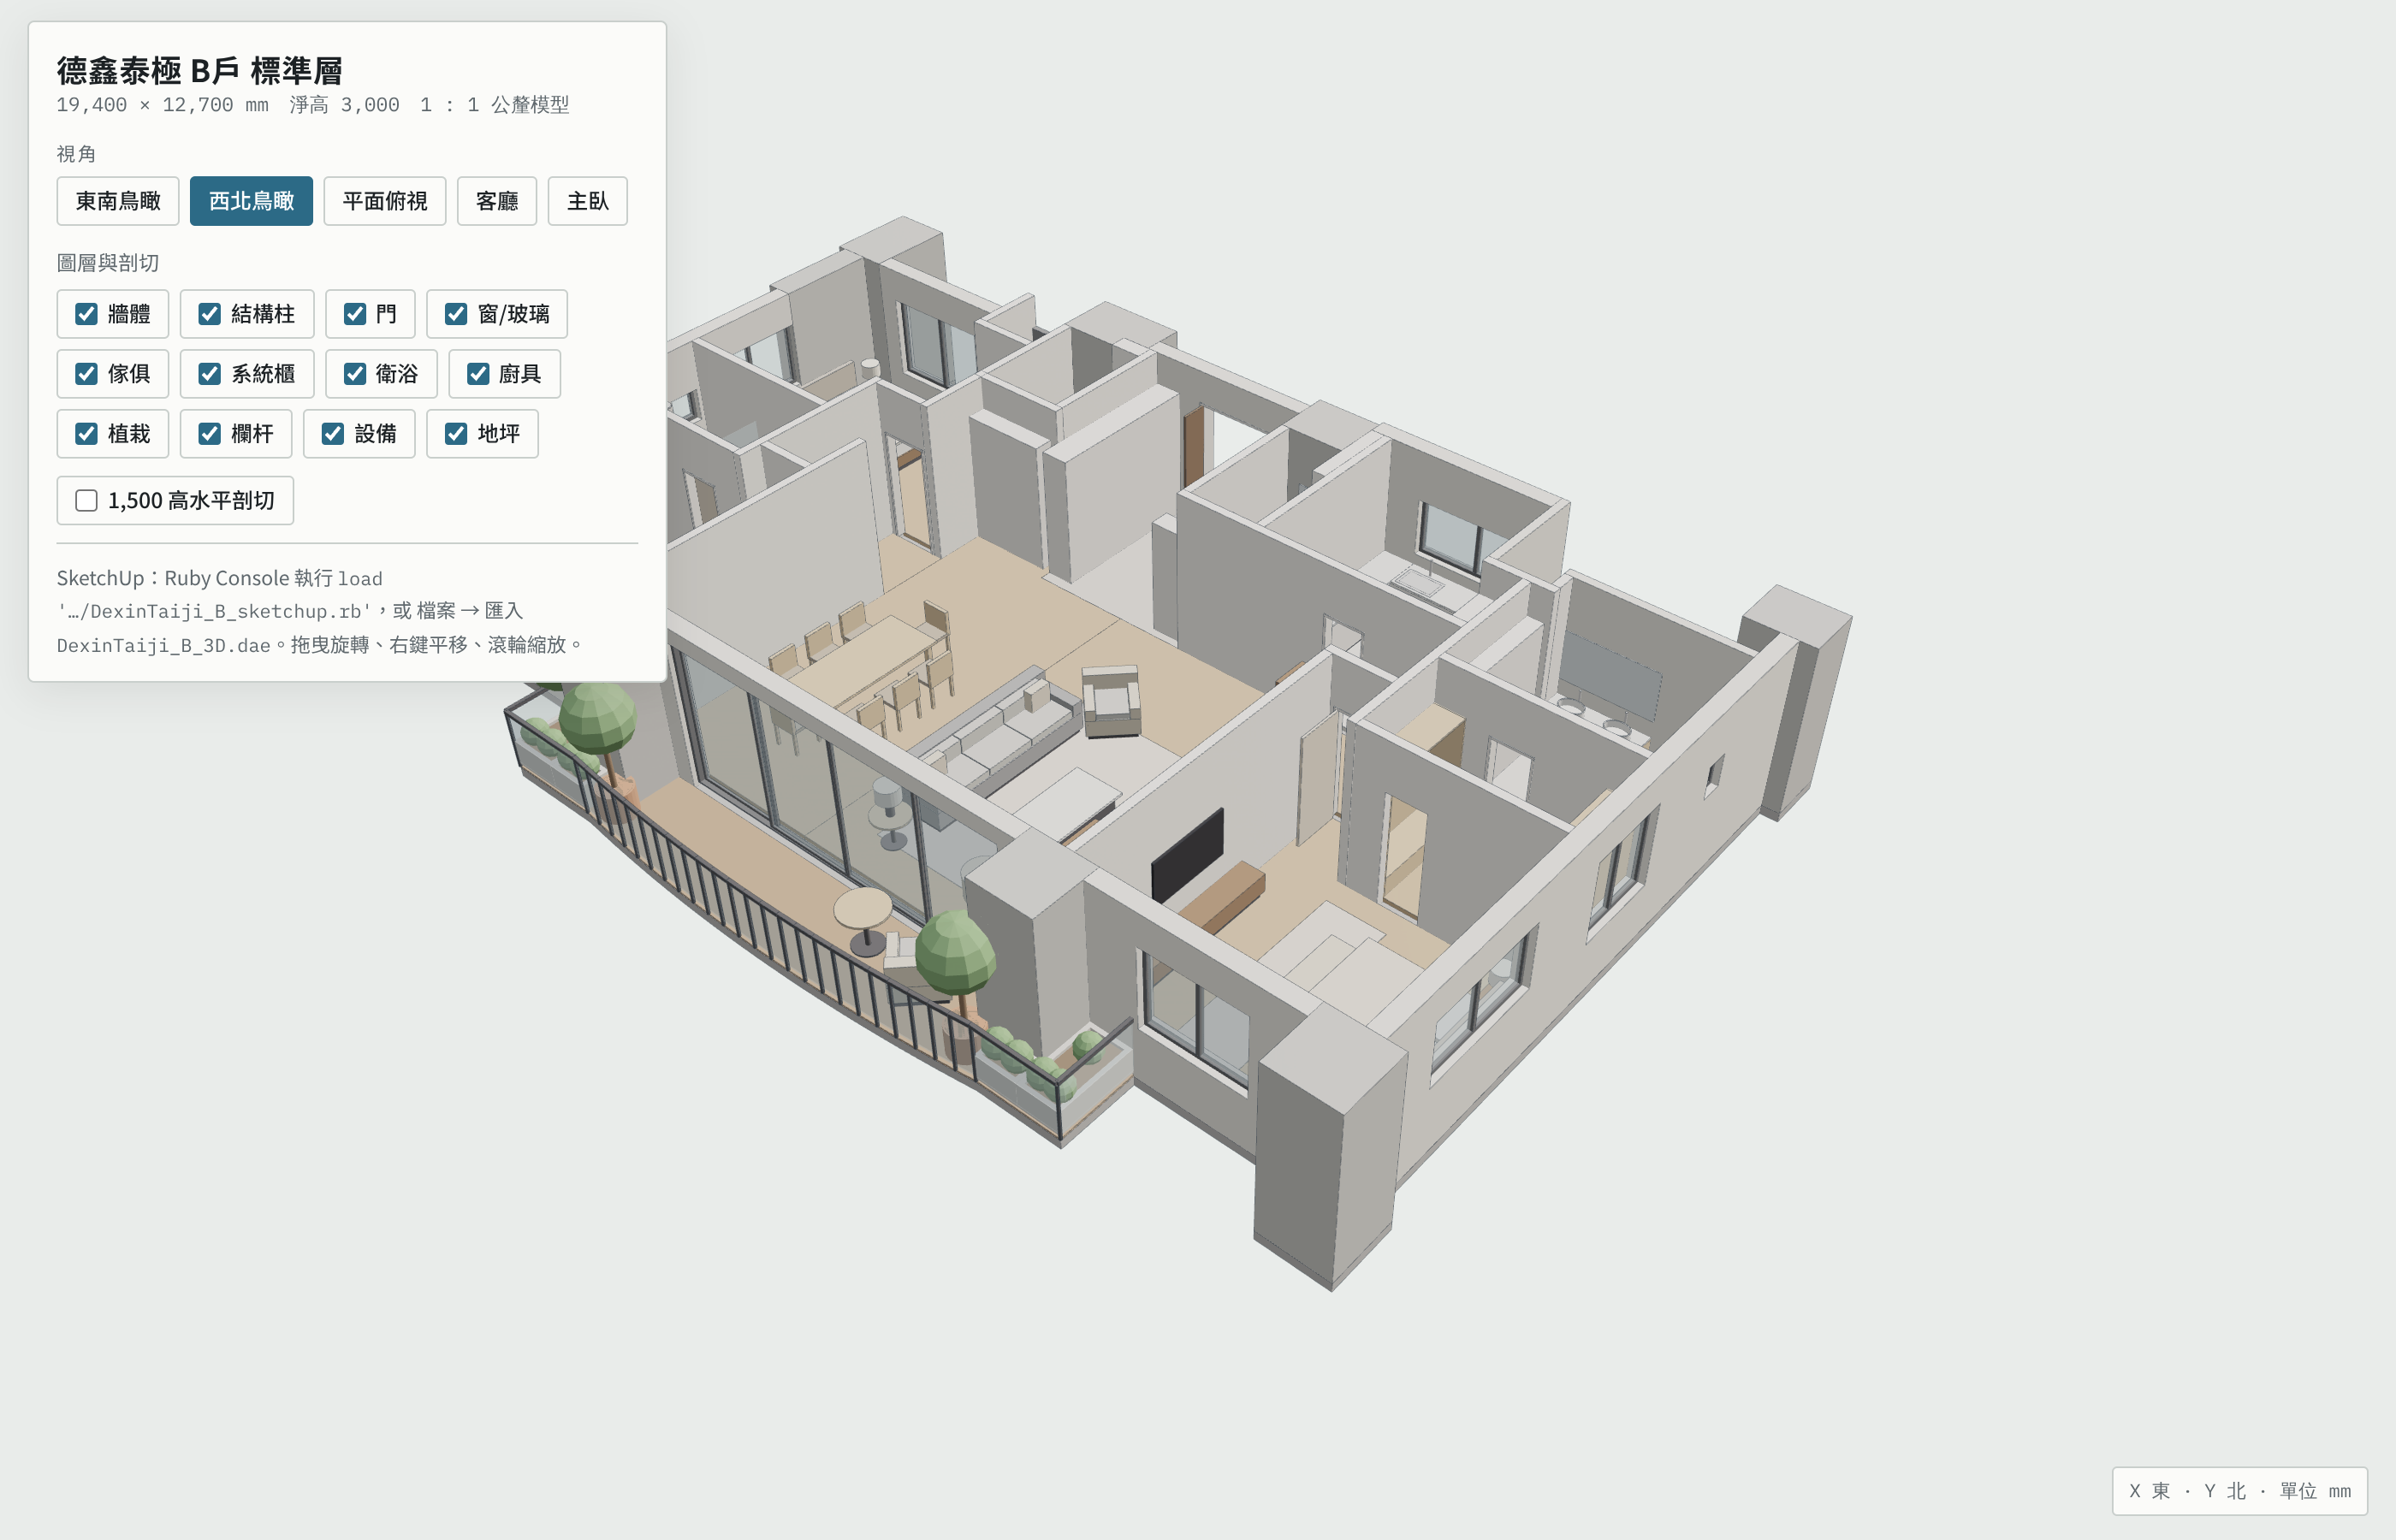 德鑫泰極 B戶 標準層
19,400 × 12,700 mm 淨高 3,000 1 : 1 公釐模型
視角
東南鳥瞰 西北鳥瞰 平面俯視 客廳 主臥
圖層與剖切
牆體 結構柱 門 窗/玻璃
傢俱 系統櫃 衛浴 廚具
植栽 欄杆 設備 地坪
1,500 高水平剖切
SketchUp：Ruby Console 執行 load
'…/DexinTaiji_B_sketchup.rb'，或 檔案 → 匯入
DexinTaiji_B_3D.dae。拖曳旋轉、右鍵平移、滾輪縮放。
X 東 · Y 北 · 單位 mm